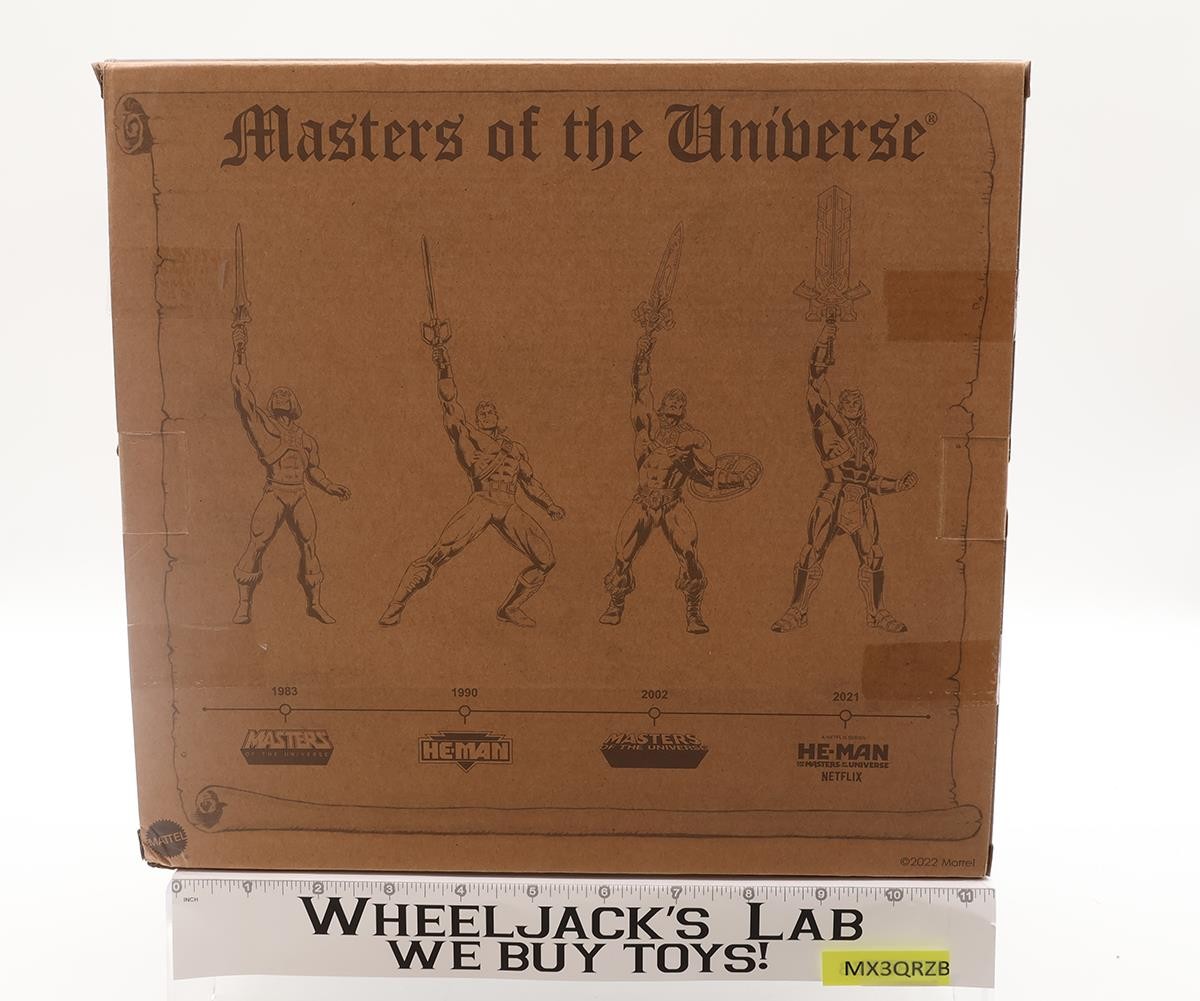 Masters of the Universe®
1983 1990 2002 2021
MASTERS
OF THE UNIVERSE
HE-MAN
MASTERS
OF THE UNIVERSE
A NETFLIX SERIES
HE-MAN
AND THE MASTERS OF THE UNIVERSE
NETFLIX
MATTEL
©2022 Mattel
0 1 2 3 4 5 6 7 8 9 10 11
INCH
WHEELJACK'S LAB
WE BUY TOYS!
MX3QRZB